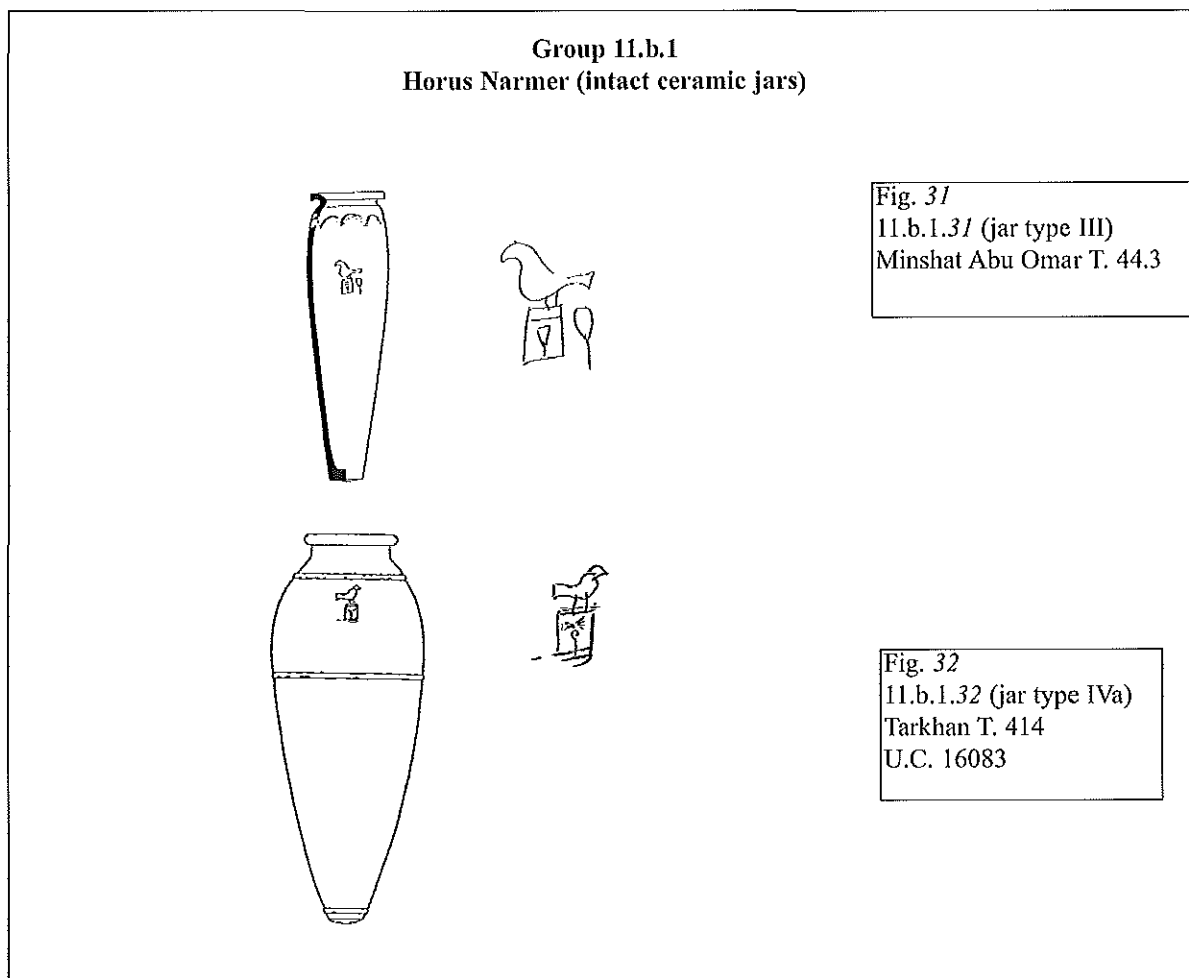 Group 11.b.1
Horus Narmer (intact ceramic jars)
Fig. 31
11.b.1.31 (jar type III)
Minshat Abu Omar T. 44.3
Fig. 32
11.b.1.32 (jar type IVa)
Tarkhan T. 414
U.C. 16083